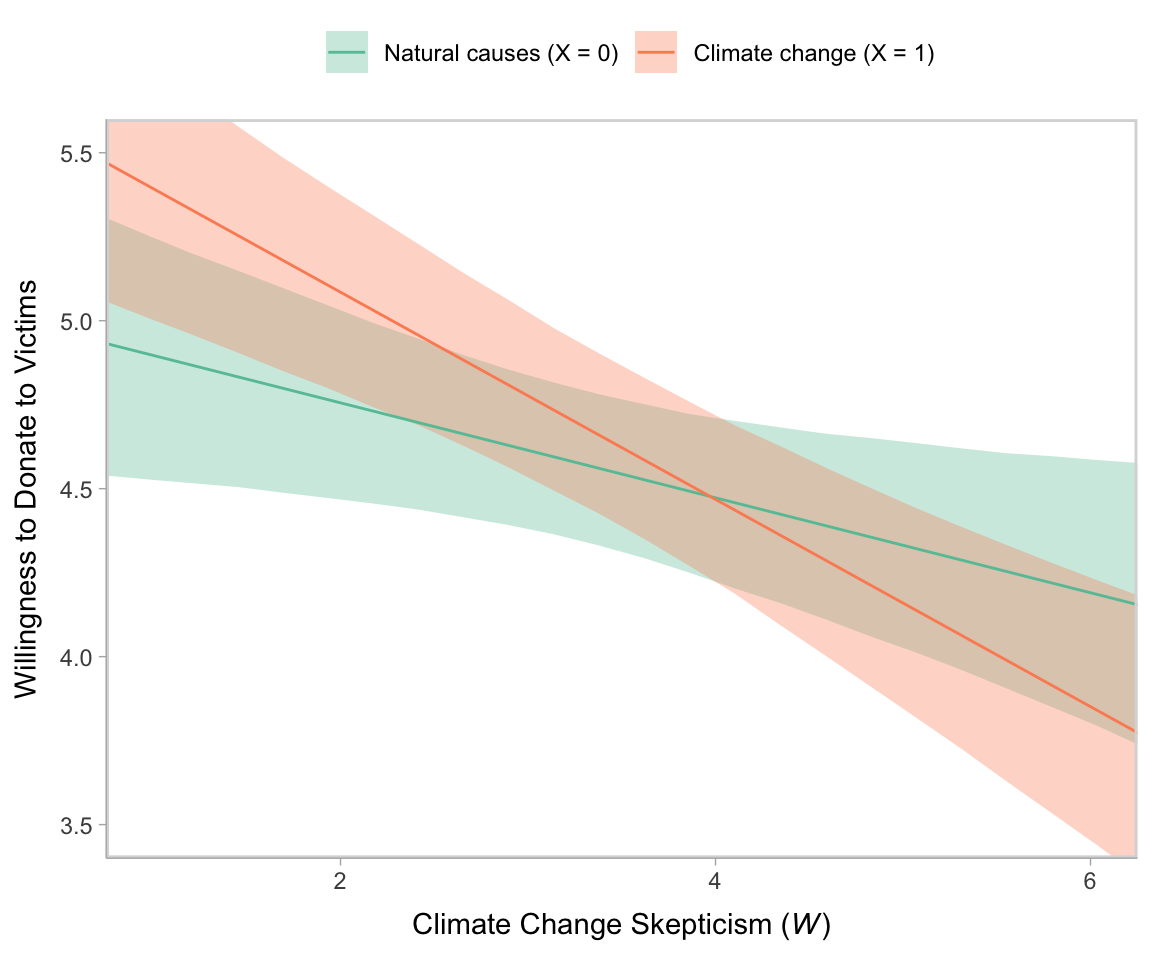 Natural causes (X = 0) Climate change (X = 1)
5.5
5.0
4.5
4.0
3.5
Willingness to Donate to Victims
2 4 6
Climate Change Skepticism (W)